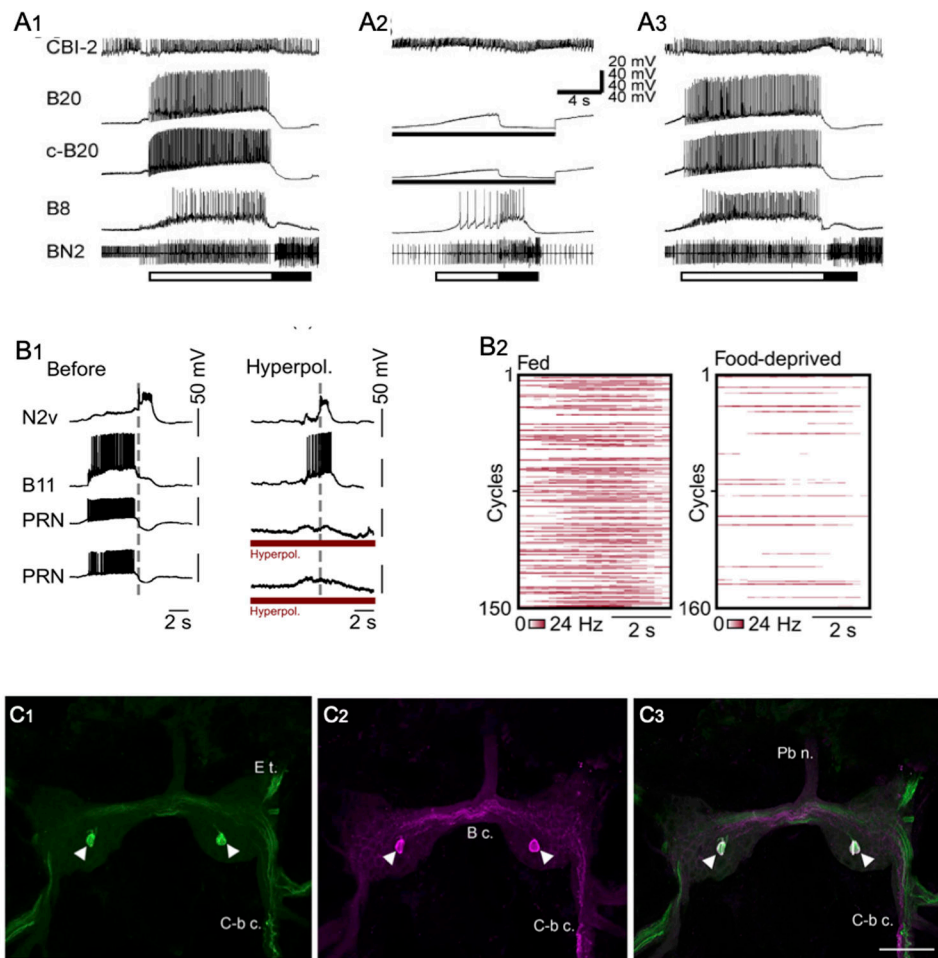 A1
A2
A3
CBI-2
B20
c-B20
B8
BN2
20 mV
40 mV
40 mV
40 mV
4 s
B1
Before
Hyperpol.
50 mV
50 mV
N2v
B11
PRN
PRN
Hyperpol.
Hyperpol.
2 s
2 s
B2
Fed
Food-deprived
1
1
Cycles
Cycles
150
160
0 24 Hz
2 s
0 24 Hz
2 s
C1
C2
C3
E t.
B c.
Pb n.
C-b c.
C-b c.
C-b c.